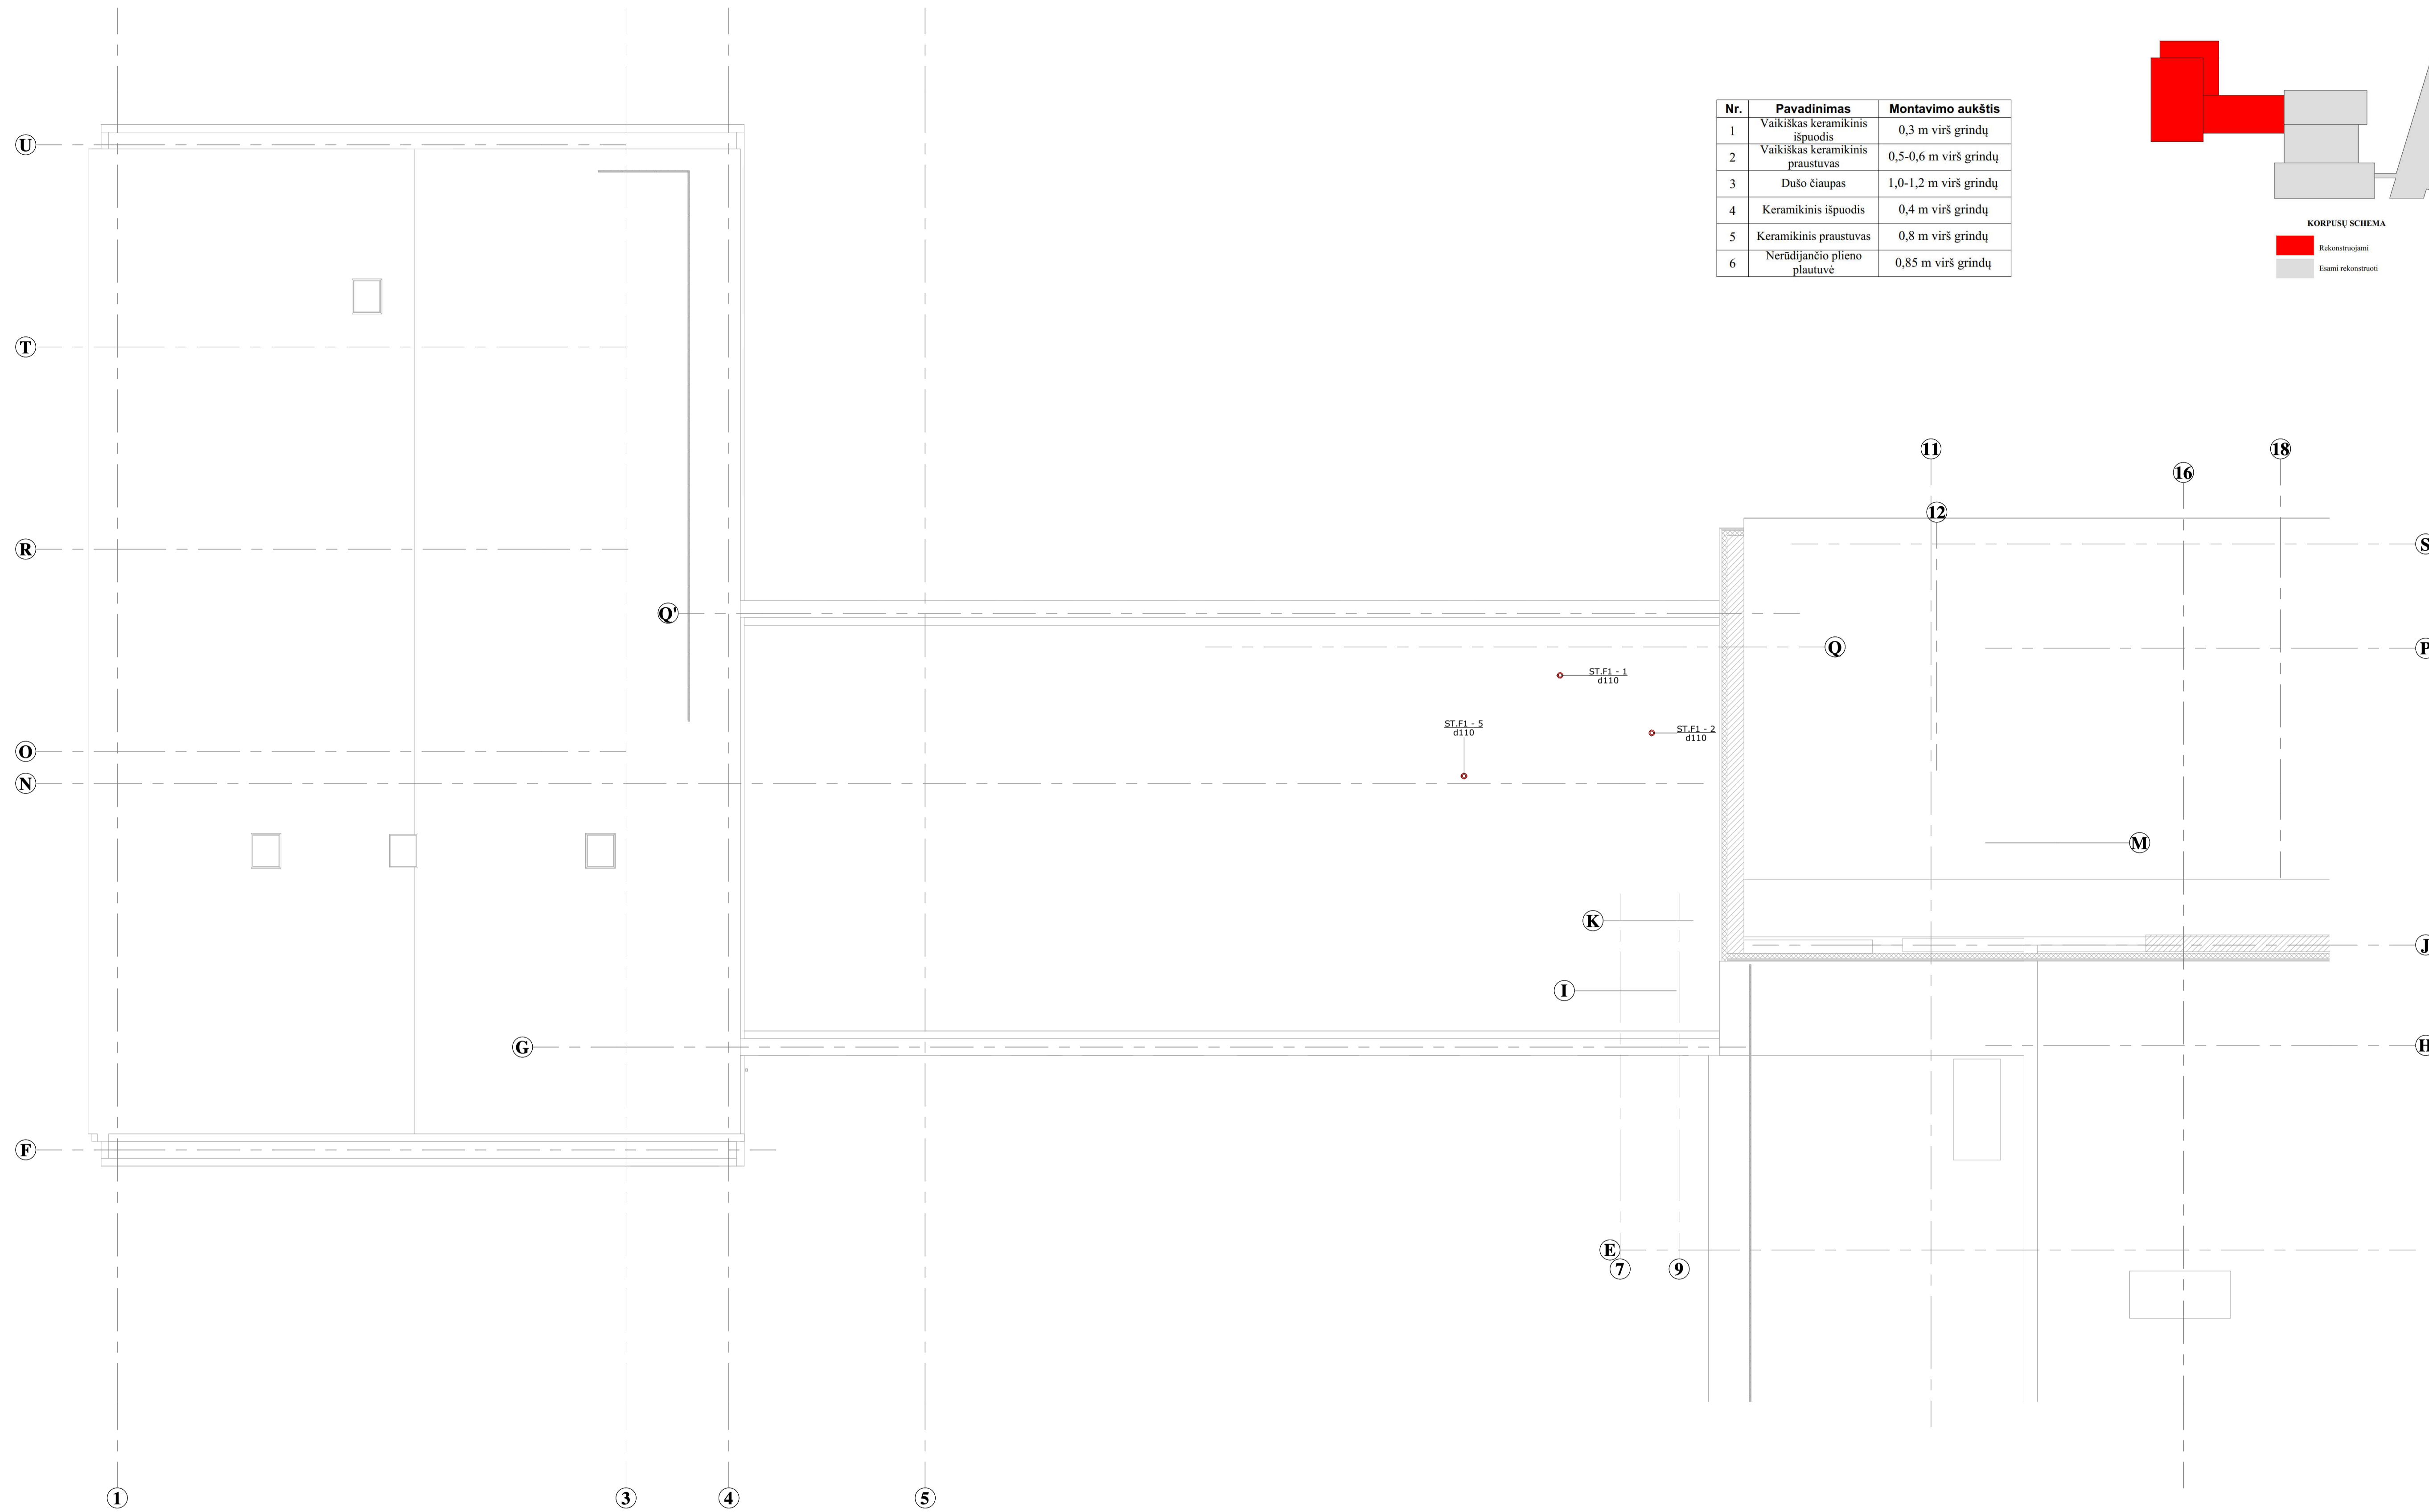 Nr. Pavadinimas Montavimo aukštis
1 Vaikiškas keramikinis išpuodis 0,3 m virš grindų
2 Vaikiškas keramikinis praustuvas 0,5-0,6 m virš grindų
3 Dušo čiaupas 1,0-1,2 m virš grindų
4 Keramikinis išpuodis 0,4 m virš grindų
5 Keramikinis praustuvas 0,8 m virš grindų
6 Nerūdijančio plieno plautuvė 0,85 m virš grindų
KORPUSŲ SCHEMA
Rekonstruojami
Esami rekonstruoti
U
T
R
O
N
F
Q'
G
11
18
16
12
S
Q
P
ST.F1 - 1
d110
ST.F1 - 5
d110
ST.F1 - 2
d110
M
K
J
I
H
E
7
9
1
3
4
5